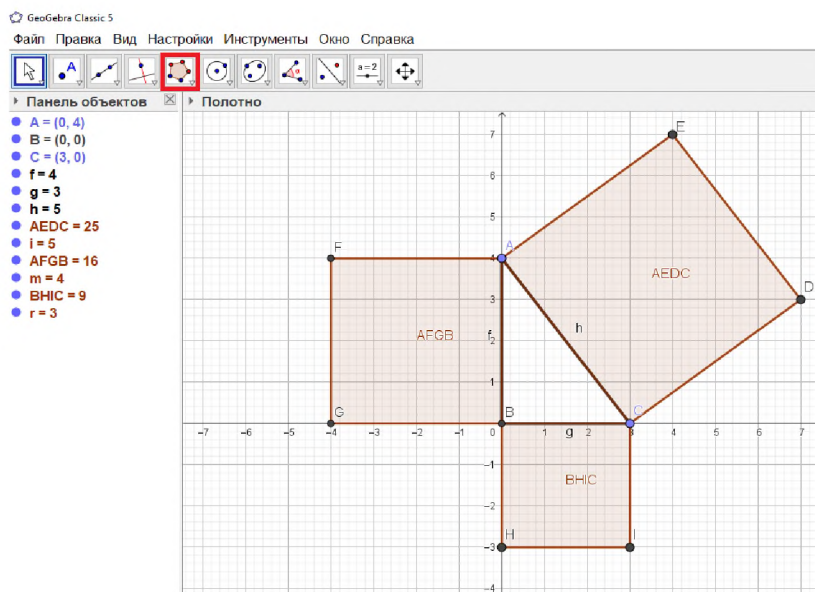 GeoGebra Classic 5
Файл Правка Вид Настройки Инструменты Окно Справка
A a=2
Панель объектов
Полотно
A = (0, 4)
B = (0, 0)
C = (3, 0)
f = 4
g = 3
h = 5
AEDC = 25
i = 5
AFGB = 16
m = 4
BHIC = 9
r = 3
7 E
6
5
F 4 A
AEDC
3 D
h
AFGB f 2
1
G B C
−7 −6 −5 −4 −3 −2 −1 0 1 2 3 4 5 6 7
g
−1
BHIC
−2
H −3 I
−4